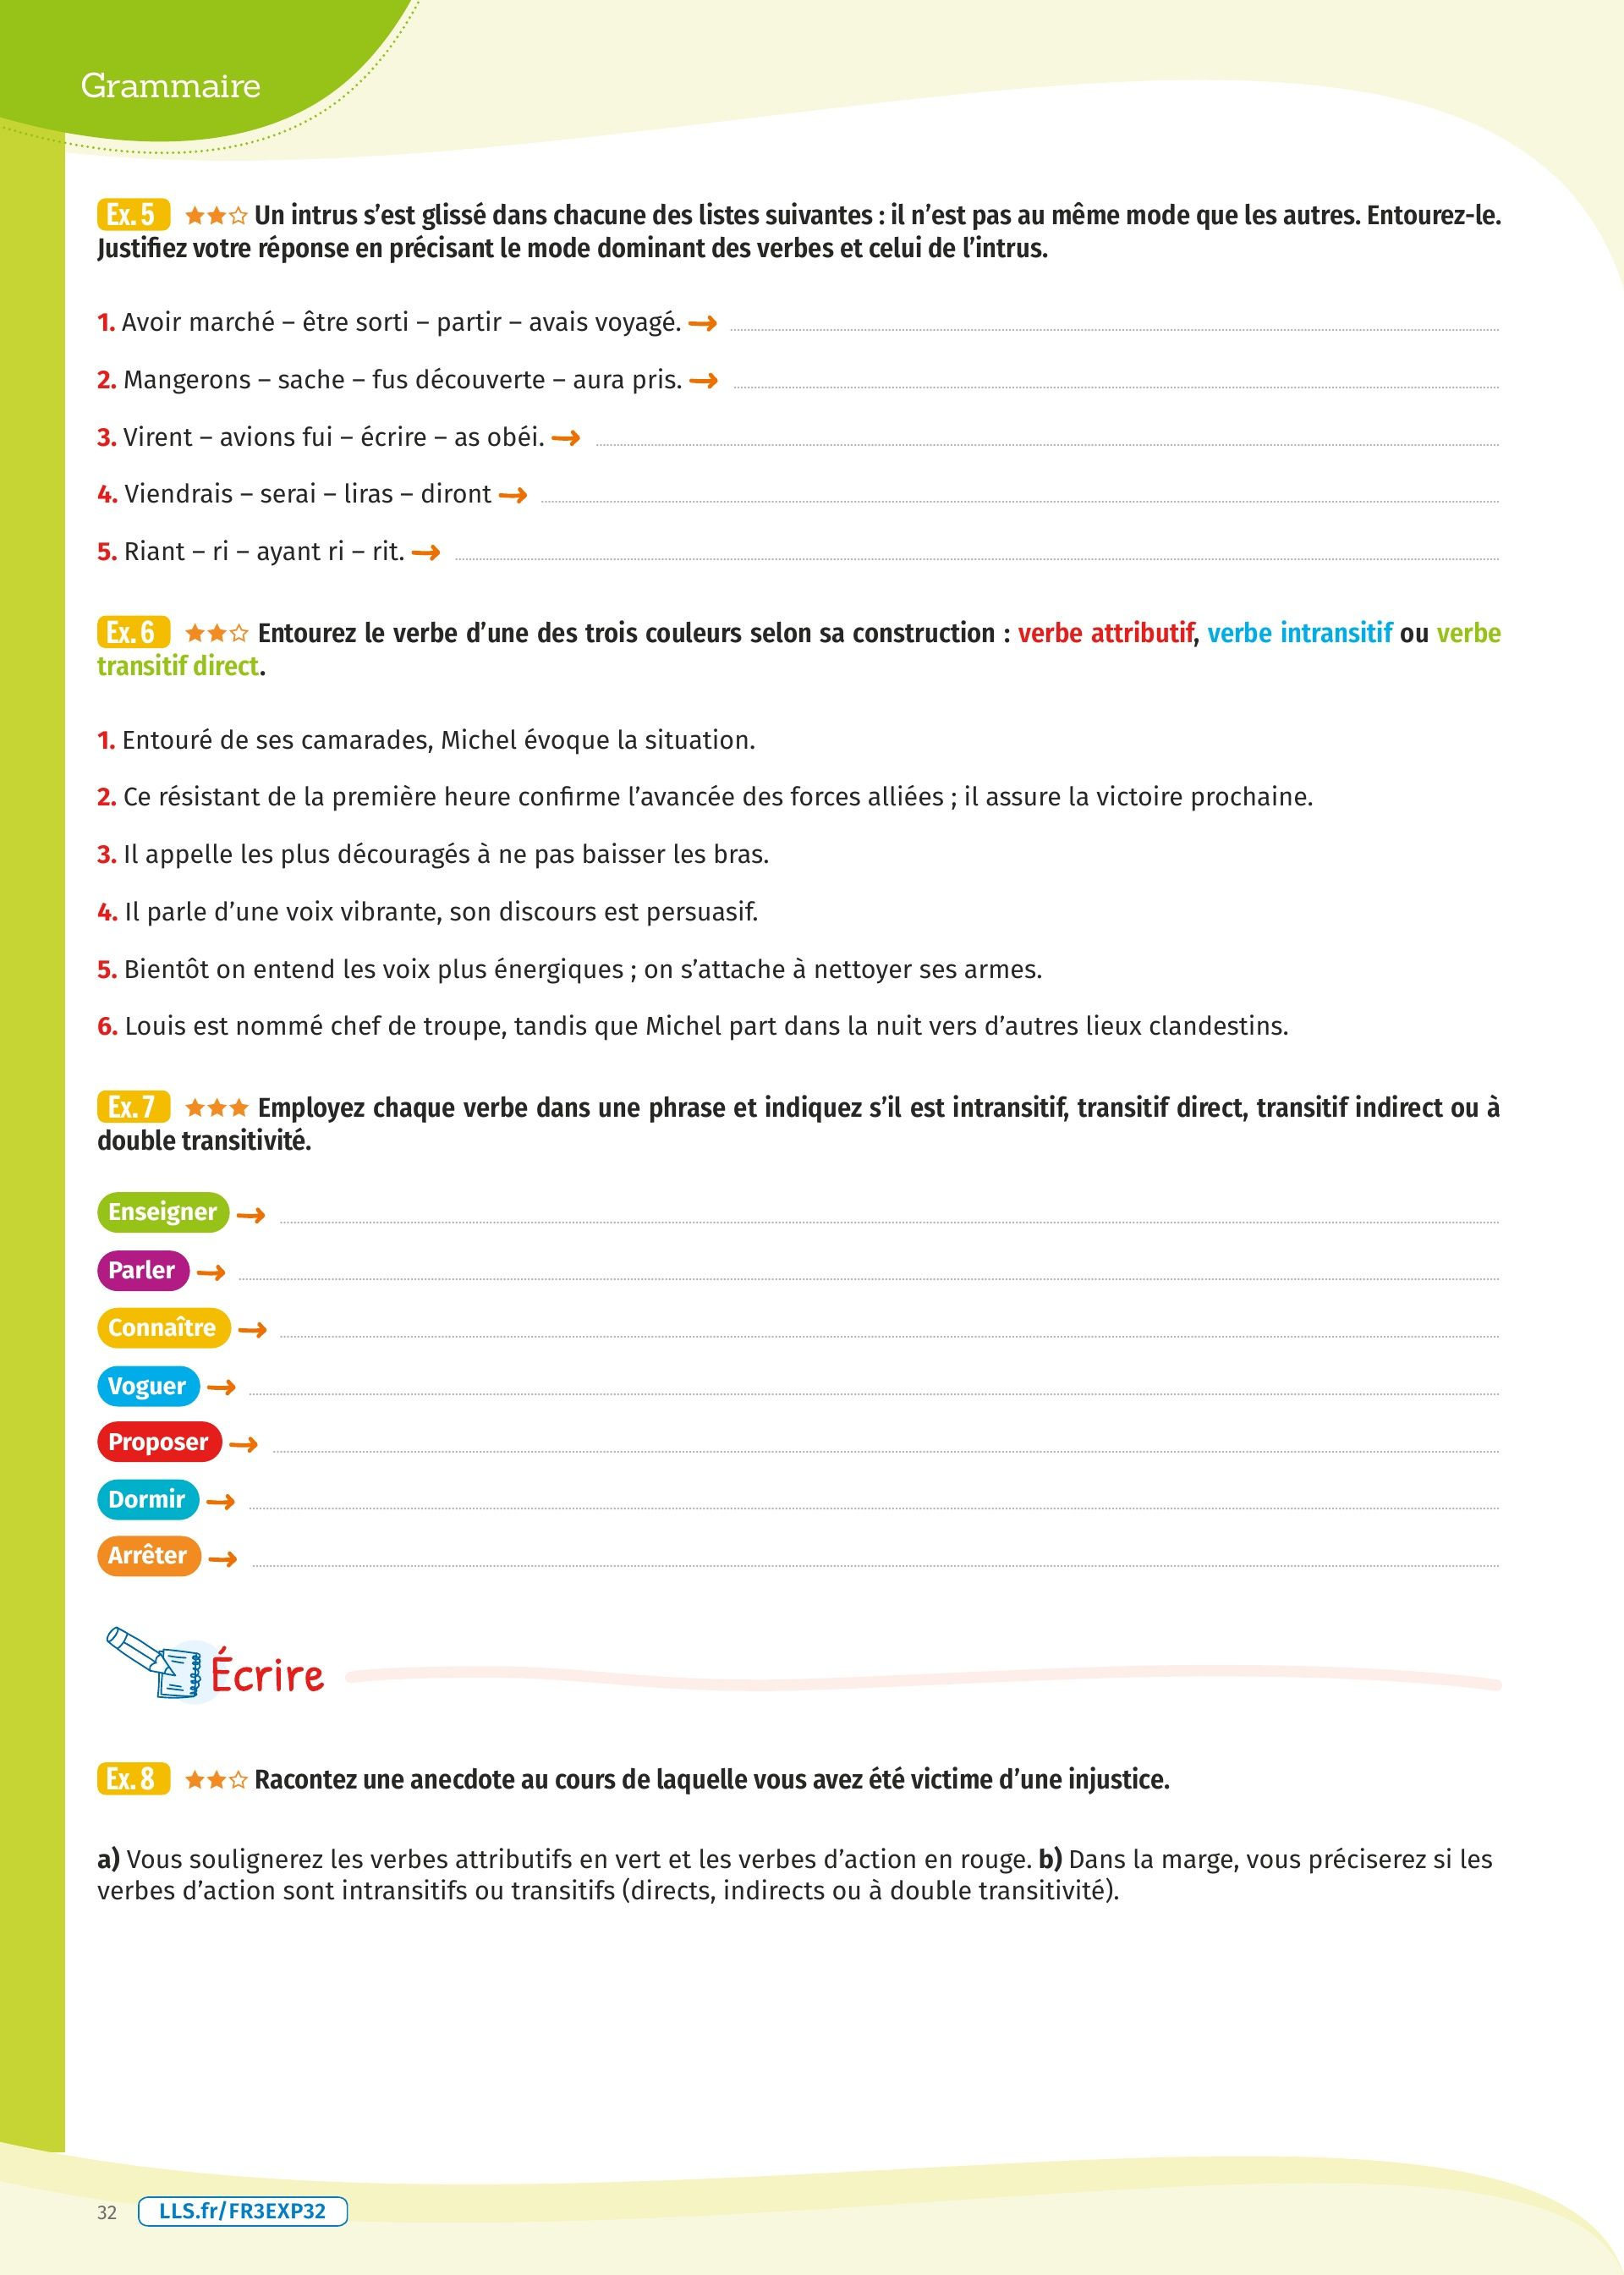 Grammaire
Ex. 5 ★★☆ Un intrus s’est glissé dans chacune des listes suivantes : il n’est pas au même mode que les autres. Entourez-le.
Justifiez votre réponse en précisant le mode dominant des verbes et celui de l’intrus.
1. Avoir marché – être sorti – partir – avais voyagé. →
2. Mangerons – sache – fus découverte – aura pris. →
3. Virent – avions fui – écrire – as obéi. →
4. Viendrais – serai – liras – diront →
5. Riant – ri – ayant ri – rit. →
Ex. 6 ★★☆ Entourez le verbe d’une des trois couleurs selon sa construction : verbe attributif, verbe intransitif ou verbe
transitif direct.
1. Entouré de ses camarades, Michel évoque la situation.
2. Ce résistant de la première heure confirme l’avancée des forces alliées ; il assure la victoire prochaine.
3. Il appelle les plus découragés à ne pas baisser les bras.
4. Il parle d’une voix vibrante, son discours est persuasif.
5. Bientôt on entend les voix plus énergiques ; on s’attache à nettoyer ses armes.
6. Louis est nommé chef de troupe, tandis que Michel part dans la nuit vers d’autres lieux clandestins.
Ex. 7 ★★★ Employez chaque verbe dans une phrase et indiquez s’il est intransitif, transitif direct, transitif indirect ou à
double transitivité.
Enseigner →
Parler →
Connaître →
Voguer →
Proposer →
Dormir →
Arrêter →
Écrire
Ex. 8 ★★☆ Racontez une anecdote au cours de laquelle vous avez été victime d’une injustice.
a) Vous soulignerez les verbes attributifs en vert et les verbes d’action en rouge. b) Dans la marge, vous préciserez si les
verbes d’action sont intransitifs ou transitifs (directs, indirects ou à double transitivité).
32 LLS.fr/FR3EXP32